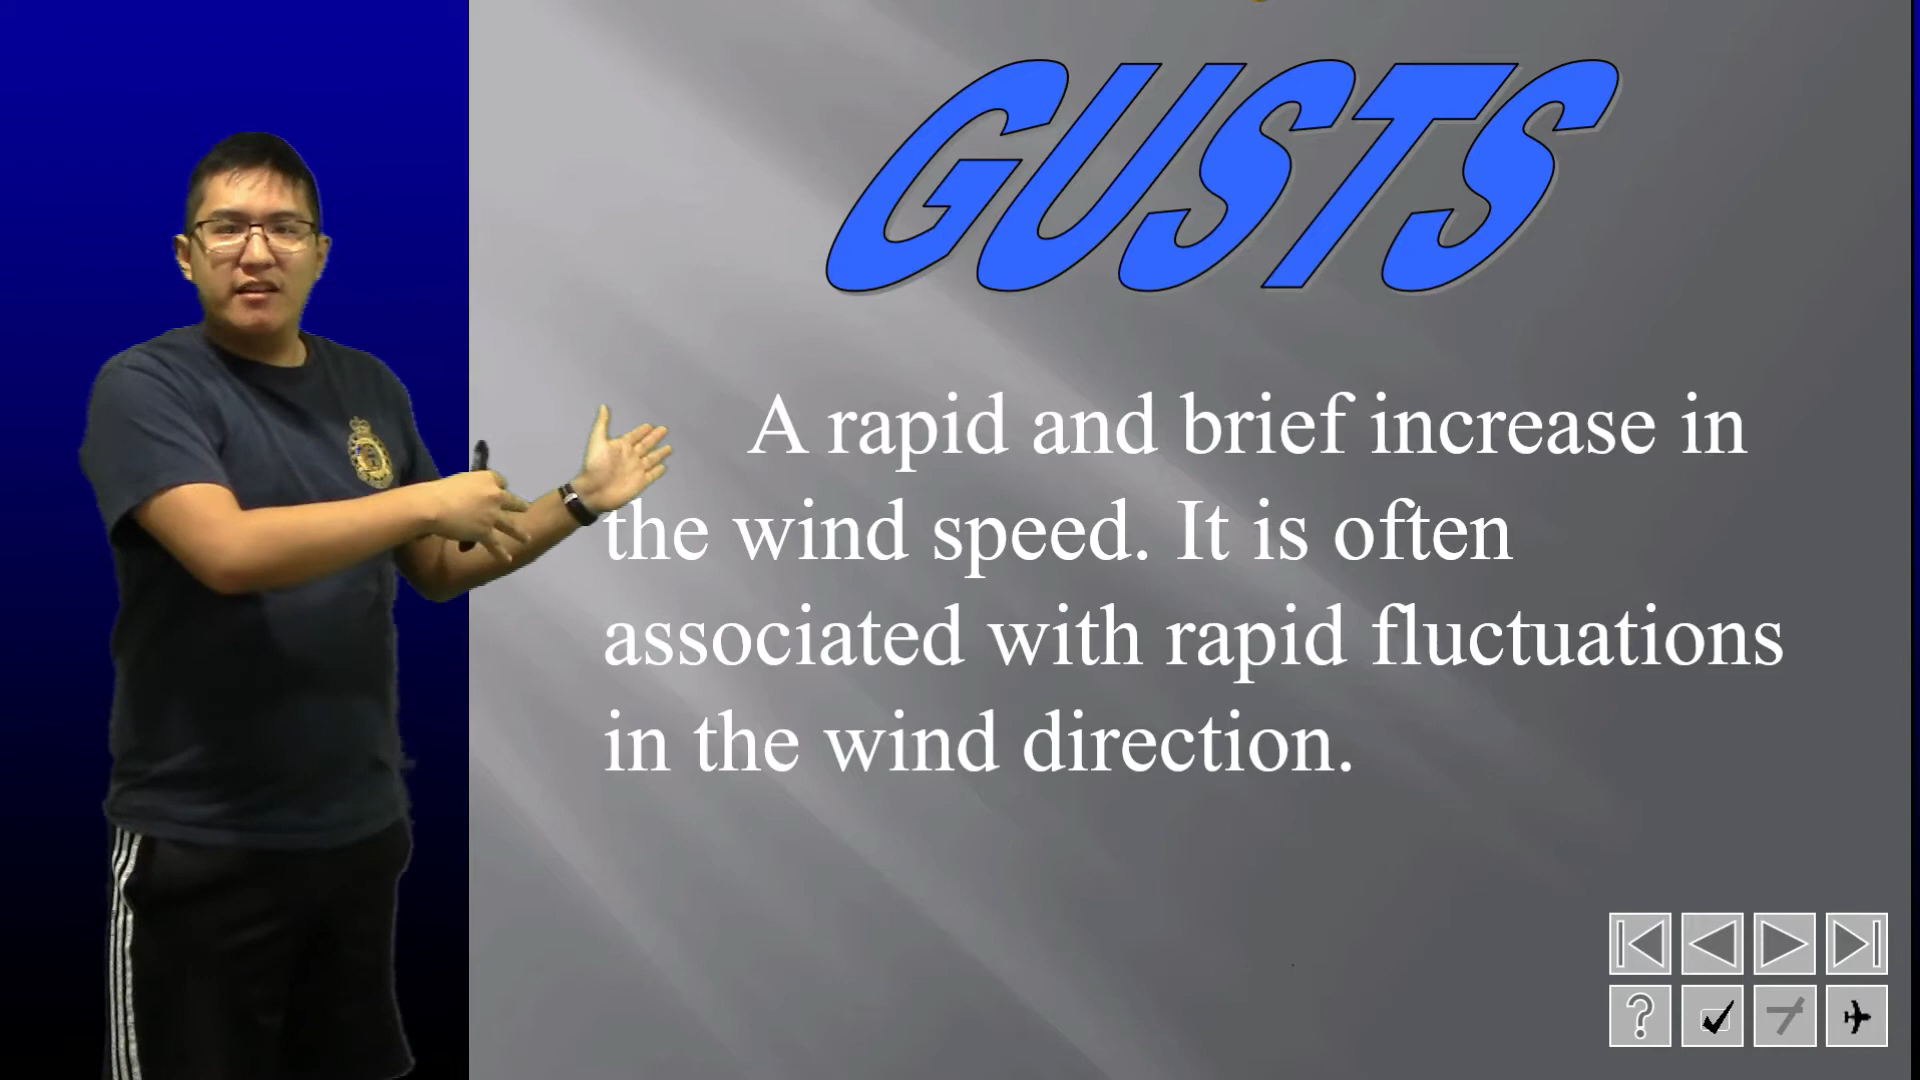 GUSTS
A rapid and brief increase in
the wind speed. It is often
associated with rapid fluctuations
in the wind direction.
?